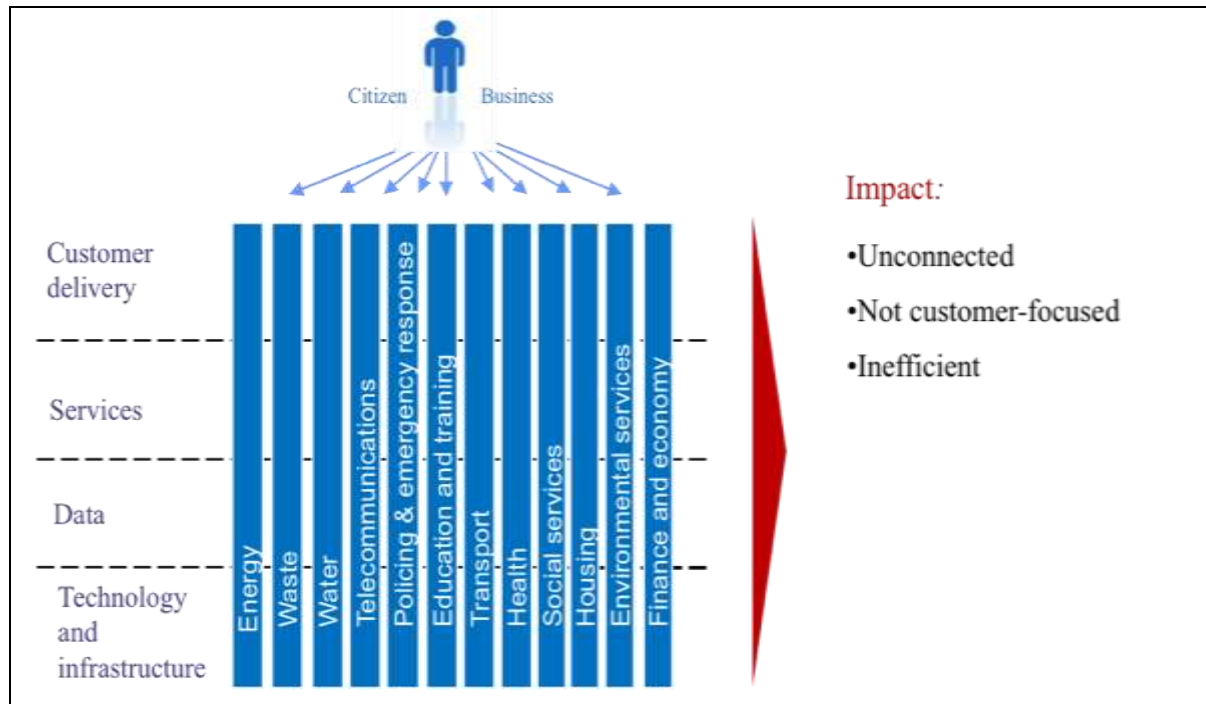 Citizen Business
Impact:
Customer
delivery
•Unconnected
•Not customer-focused
•Inefficient
Services
Data
Technology
and
infrastructure
Energy
Waste
Water
Telecommunications
Policing & emergency response
Education and training
Transport
Health
Social services
Housing
Environmental services
Finance and economy